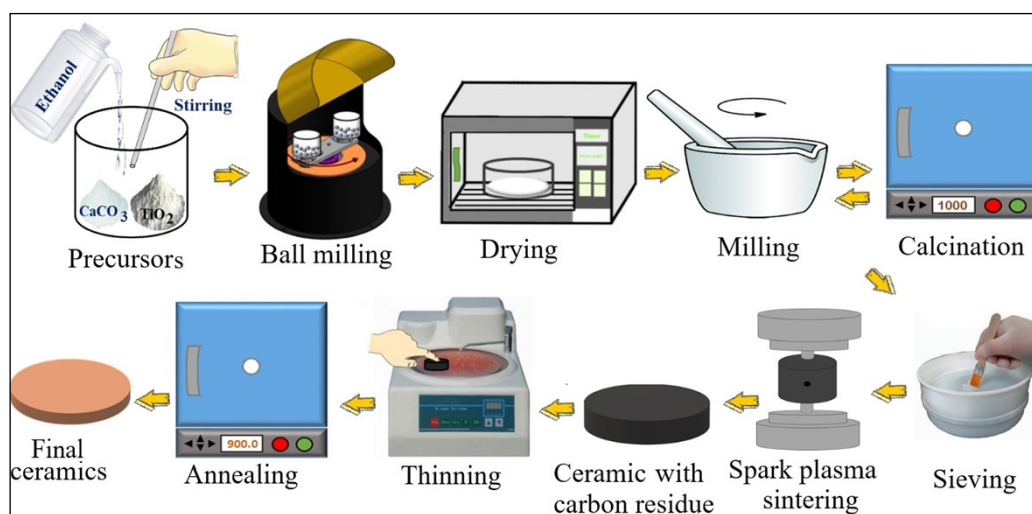 Ethanol
Stirring
CaCO3
TiO2
Precursors
Ball milling
Drying
Milling
1000
Calcination
Final
ceramics
900.0
Annealing
Thinning
Ceramic with
carbon residue
Spark plasma
sintering
Sieving